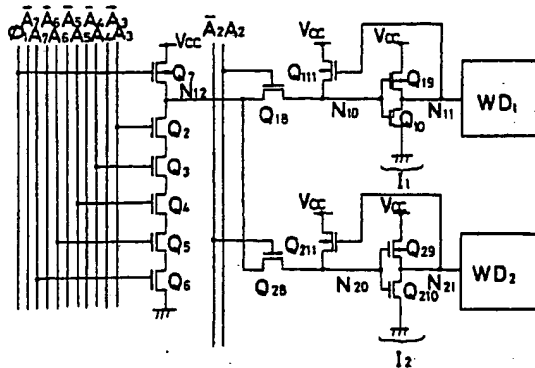 Ā7 Ā6 Ā5 Ā4 Ā3
Φ1 A7 A6 A5 A4 A3
Vcc
Ā2 A2
Vcc
Vcc
Q7
Q111
Q19
N12
N10
N11
WD1
Q18
Q10
Q2
Q3
I1
Q4
Vcc
Vcc
Q211
Q29
Q5
N20
N21
WD2
Q28
Q210
Q6
I2